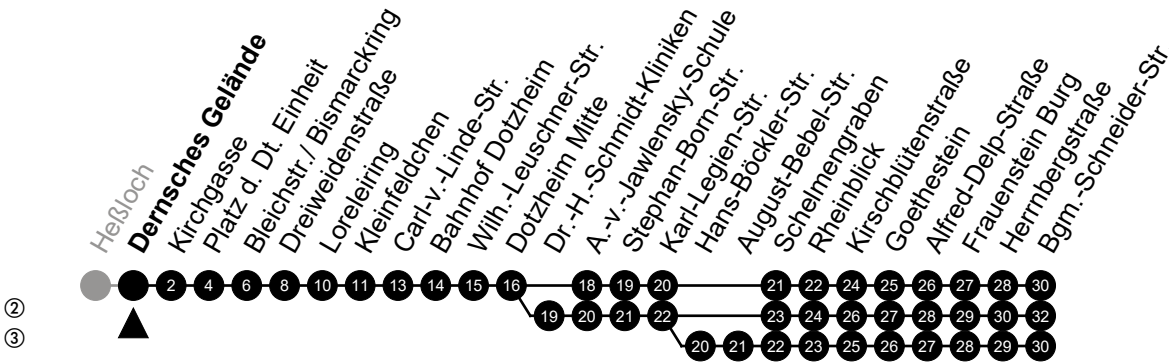 Heßloch
Dernsches Gelände
Kirchgasse
Platz d. Dt. Einheit
Bleichstr./ Bismarckring
Dreiweidenstraße
Loreleiring
Kleinfeldchen
Carl-v.-Linde-Str.
Bahnhof Dotzheim
Wilh.-Leuschner-Str.
Dotzheim Mitte
Dr.-H.-Schmidt-Kliniken
A.-v.-Jawlensky-Schule
Stephan-Born-Str.
Karl-Legien-Str.
Hans-Böckler-Str.
August-Bebel-Str.
Schelmengraben
Rheinblick
Kirschblütenstraße
Goethestein
Alfred-Delp-Straße
Frauenstein Burg
Herrnbergstraße
Bgm.-Schneider-Str
2 4 6 8 10 11 13 14 15 16 18 19 20 21 22 24 25 26 27 28 30
② 19 20 21 22 23 24 26 27 28 29 30 32
③ 20 21 22 23 25 26 27 28 29 30